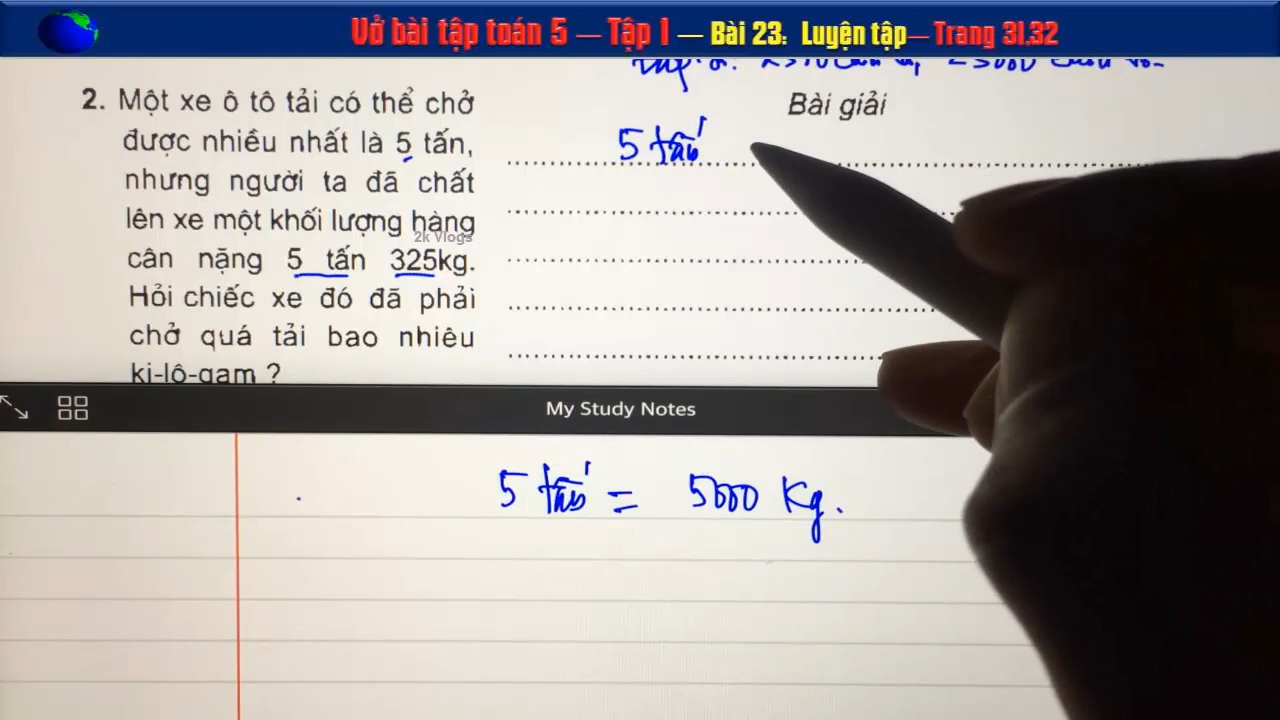 Vở bài tập toán 5 – Tập 1 – Bài 23: Luyện tập – Trang 31,32
2. Một xe ô tô tải có thể chở
được nhiều nhất là 5 tấn,
nhưng người ta đã chất
lên xe một khối lượng hàng
2k Vlogs
cân nặng 5 tấn 325kg.
Hỏi chiếc xe đó đã phải
chở quá tải bao nhiêu
ki-lô-gam ?
Bài giải
5 tấn
My Study Notes
5 tấn = 5000 Kg.